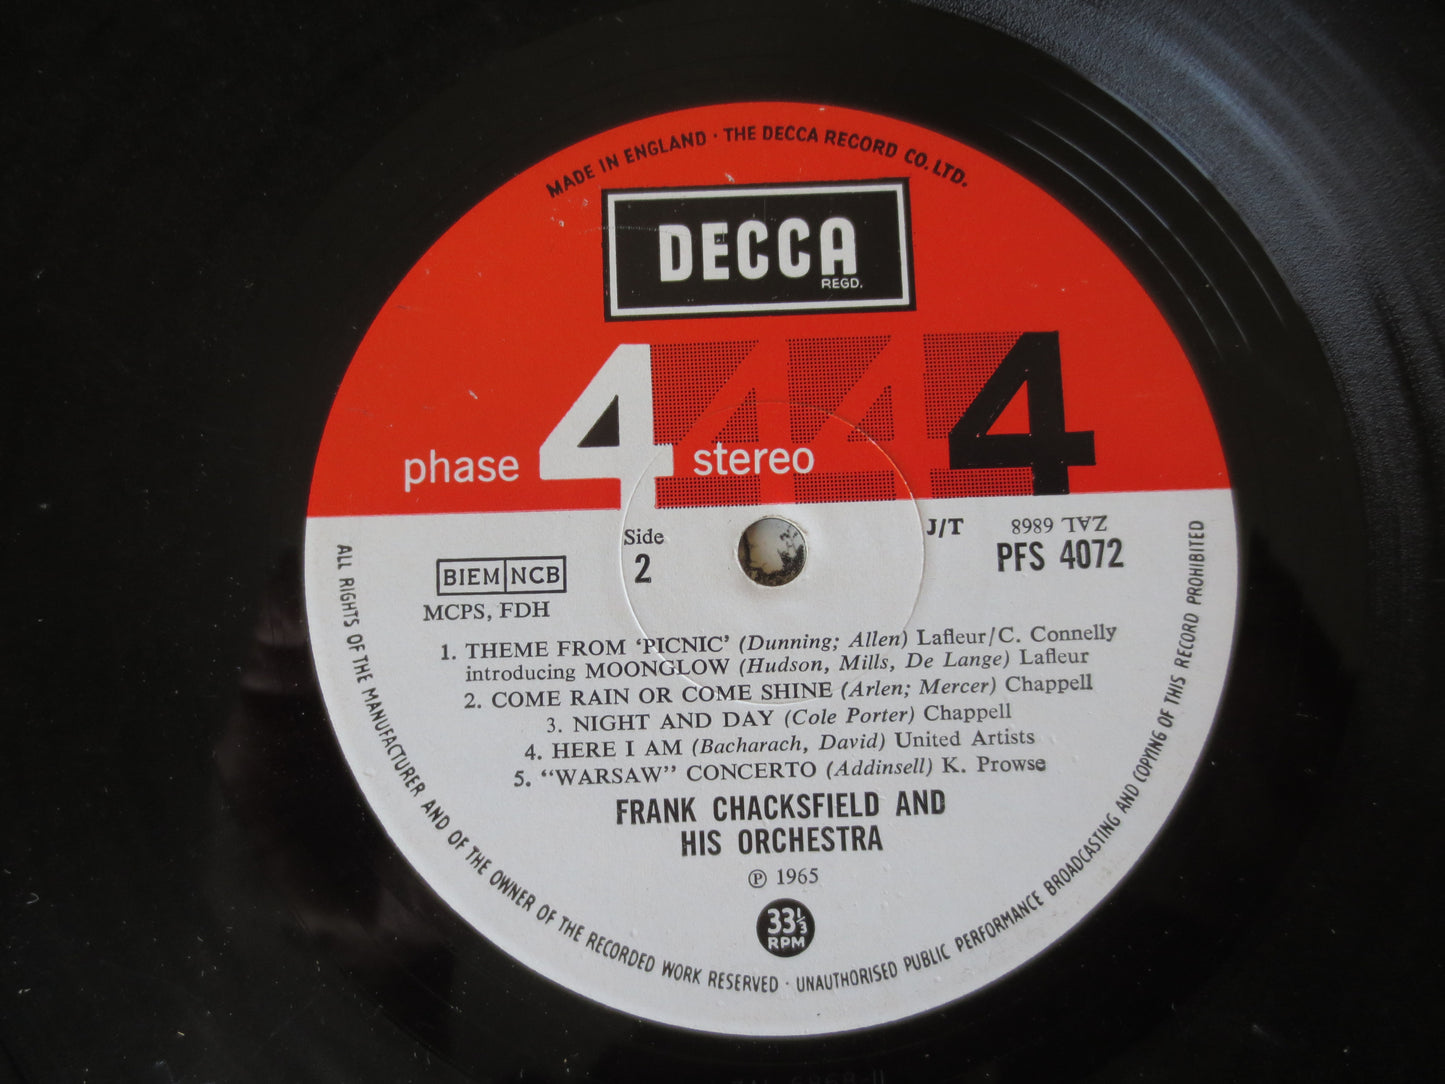 MADE IN ENGLAND · THE DECCA RECORD CO. LTD.
DECCA
REGD.
phase 4 stereo 4
Side
2
J/T
ZAL 6868
PFS 4072
BIEM NCB
MCPS, FDH
1. THEME FROM ‘PICNIC’ (Dunning; Allen) Lafleur/C. Connelly
introducing MOONGLOW (Hudson, Mills, De Lange) Lafleur
2. COME RAIN OR COME SHINE (Arlen; Mercer) Chappell
3. NIGHT AND DAY (Cole Porter) Chappell
4. HERE I AM (Bacharach, David) United Artists
5. “WARSAW” CONCERTO (Addinsell) K. Prowse
FRANK CHACKSFIELD AND
HIS ORCHESTRA
℗ 1965
33⅓
RPM
ALL RIGHTS OF THE MANUFACTURER AND OF THE OWNER OF THE RECORDED WORK RESERVED · UNAUTHORISED PUBLIC PERFORMANCE BROADCASTING AND COPYING OF THIS RECORD PROHIBITED